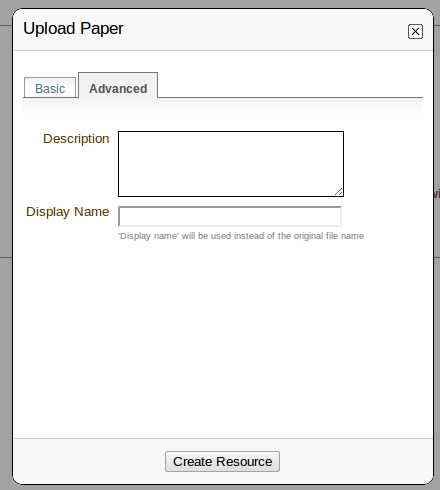 Upload Paper
Basic
Advanced
Description
Display Name
'Display name' will be used instead of the original file name
Create Resource